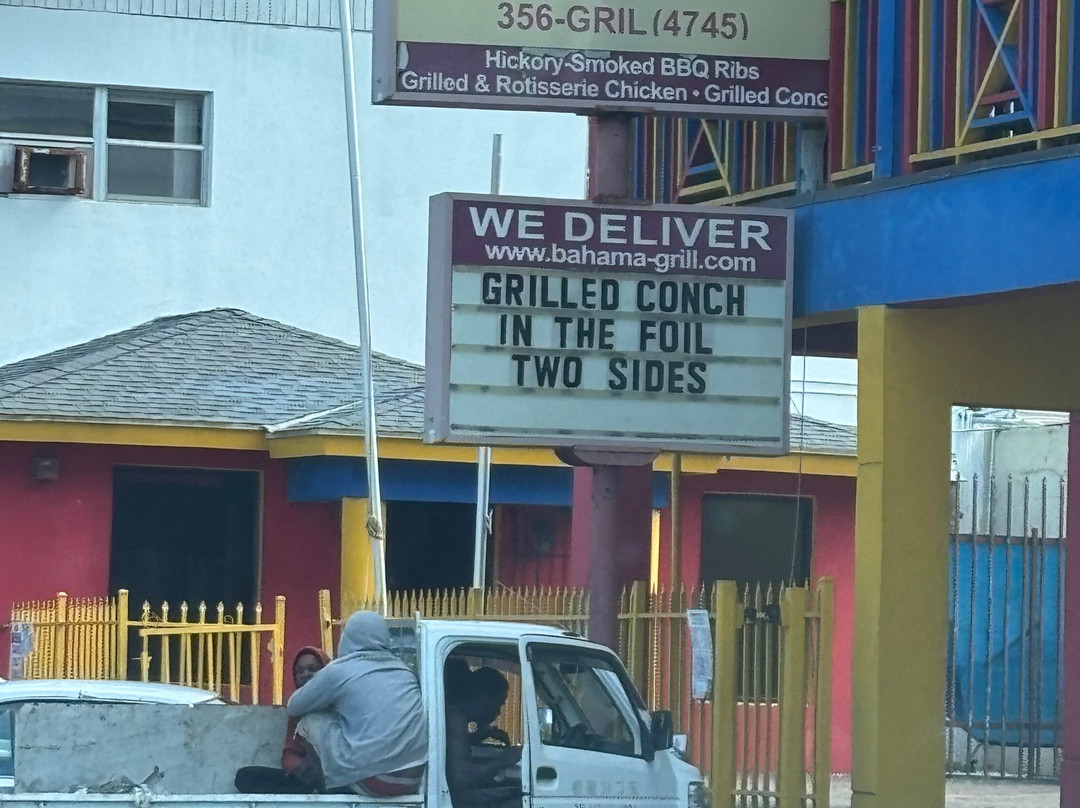 356-GRIL (4745)
Hickory-Smoked BBQ Ribs
Grilled & Rotisserie Chicken • Grilled Conc
WE DELIVER
www.bahama-grill.com
GRILLED CONCH
IN THE FOIL
TWO SIDES